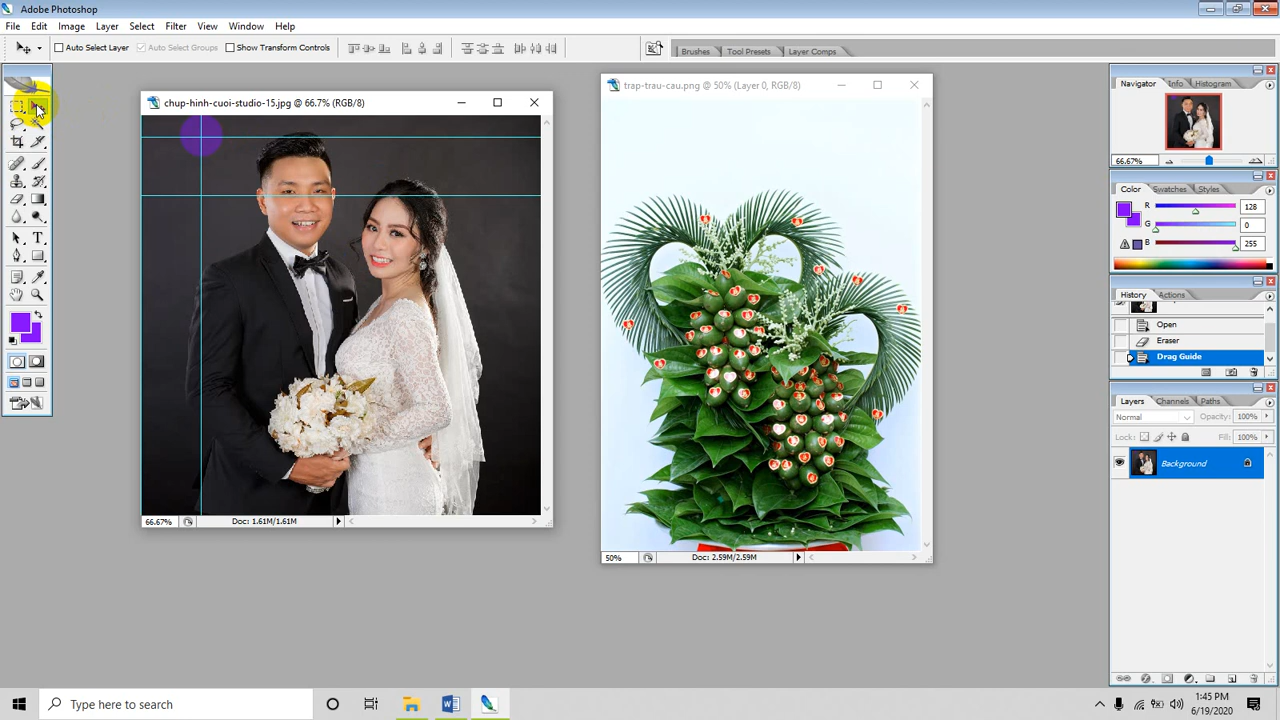 Adobe Photoshop
File Edit Image Layer Select Filter View Window Help
Auto Select Layer Auto Select Groups Show Transform Controls
Brushes Tool Presets Layer Comps
chup-hinh-cuoi-studio-15.jpg @ 66.7% (RGB/8)
66.67% Doc: 1.61M/1.61M
trap-trau-cau.png @ 50% (Layer 0, RGB/8)
50% Doc: 2.59M/2.59M
Navigator Info Histogram
66.67%
Color Swatches Styles
R 128
G 0
B 255
History Actions
Open
Eraser
Drag Guide
Layers Channels Paths
Normal Opacity: 100%
Lock: Fill: 100%
Background
Type here to search
1:45 PM
6/19/2020